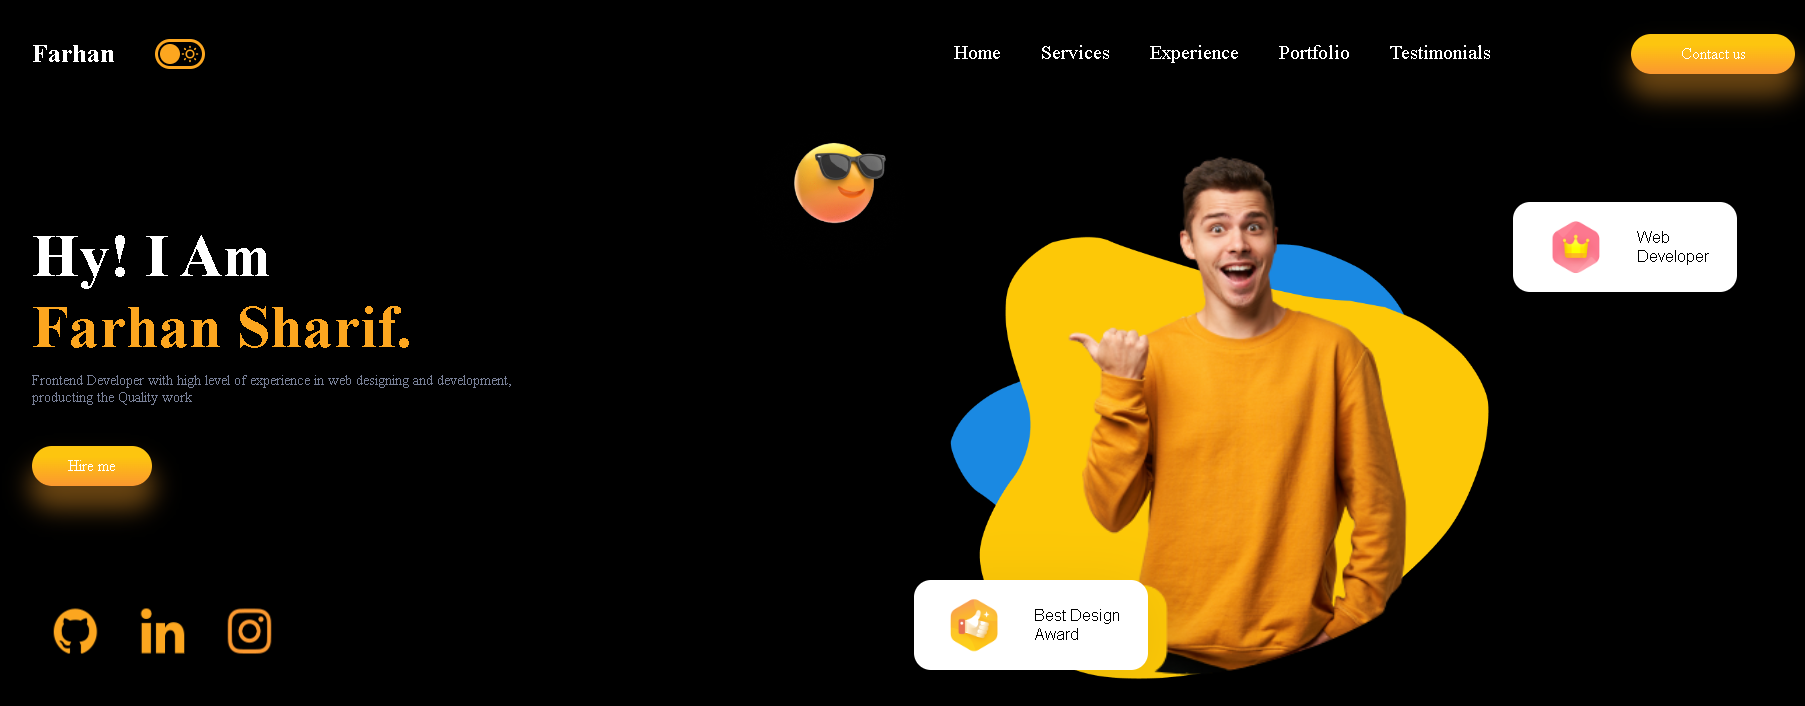 Farhan
Home
Services
Experience
Portfolio
Testimonials
Contact us
Hy! I Am
Farhan Sharif.
Frontend Developer with high level of experience in web designing and development,
producting the Quality work
Hire me
Web
Developer
Best Design
Award
in